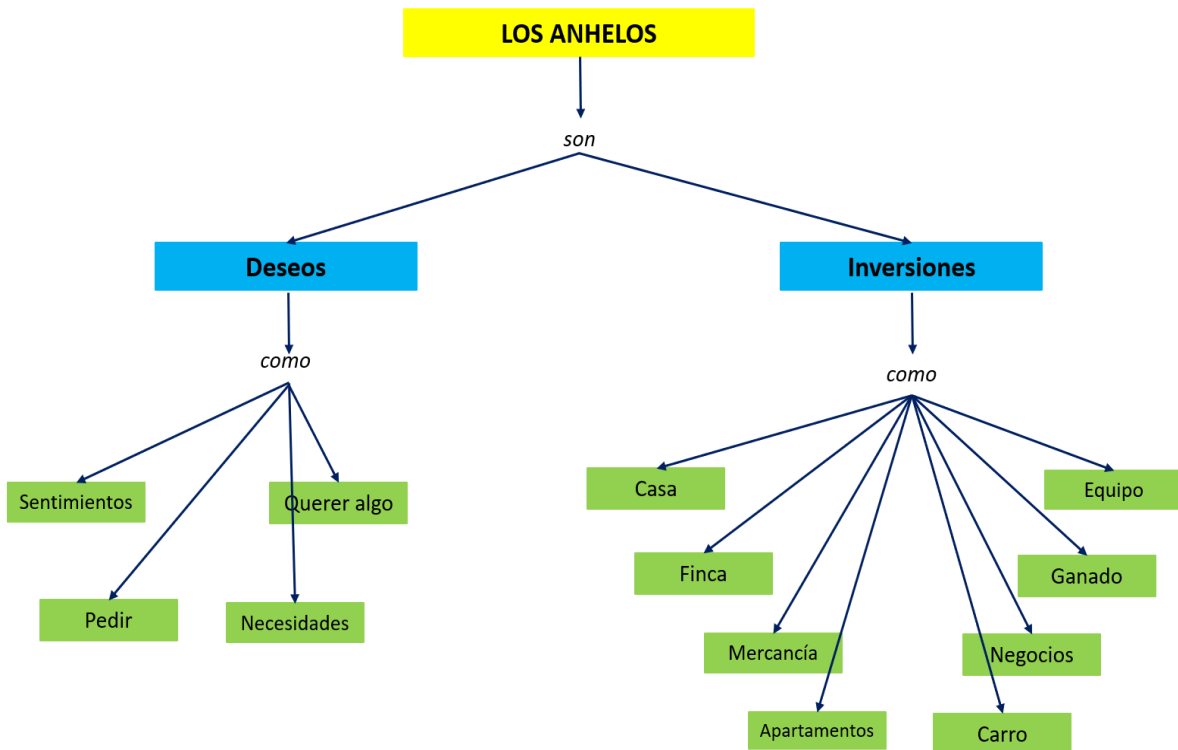 LOS ANHELOS
son
Deseos
Inversiones
como
como
Sentimientos
Querer algo
Pedir
Necesidades
Casa
Equipo
Finca
Ganado
Mercancía
Negocios
Apartamentos
Carro